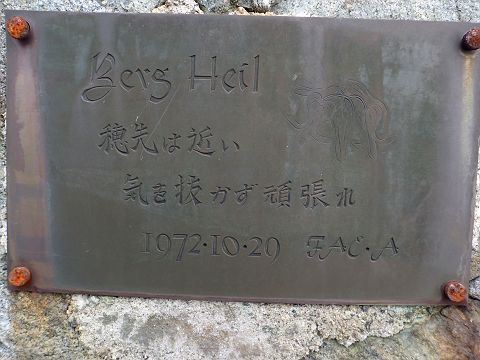 Berg Heil
穂先は近い
気を抜かず頑張れ
1972・10・29 FAC・A